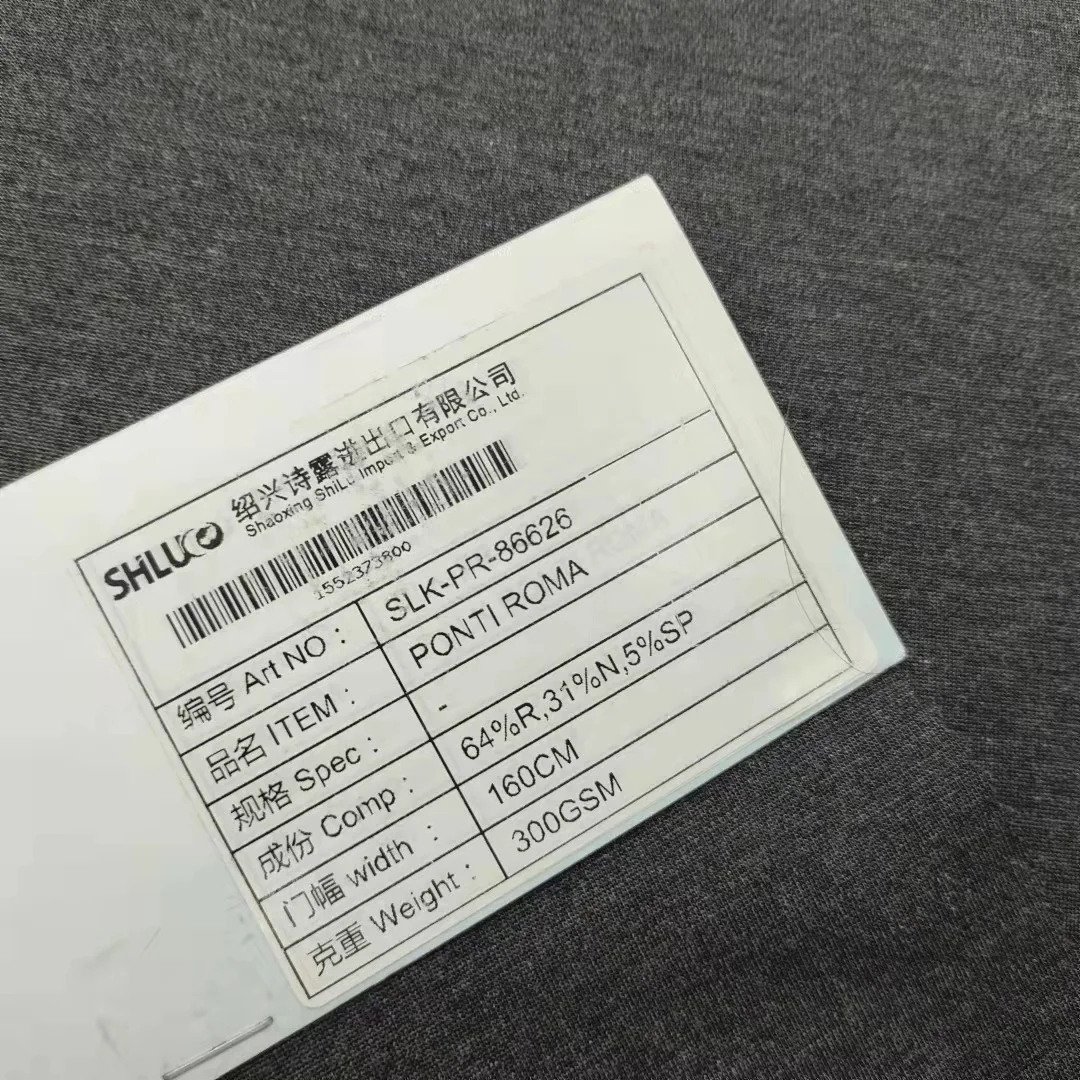 SHILUCO 绍兴诗露进出口有限公司
Shaoxing ShiLu Import & Export Co., Ltd.
1552373800
编号 Art NO： SLK-PR-86626
品名 ITEM： PONTI ROMA
规格 Spec： -
成份 Comp： 64%R,31%N,5%SP
门幅 width： 160CM
克重 Weight： 300GSM